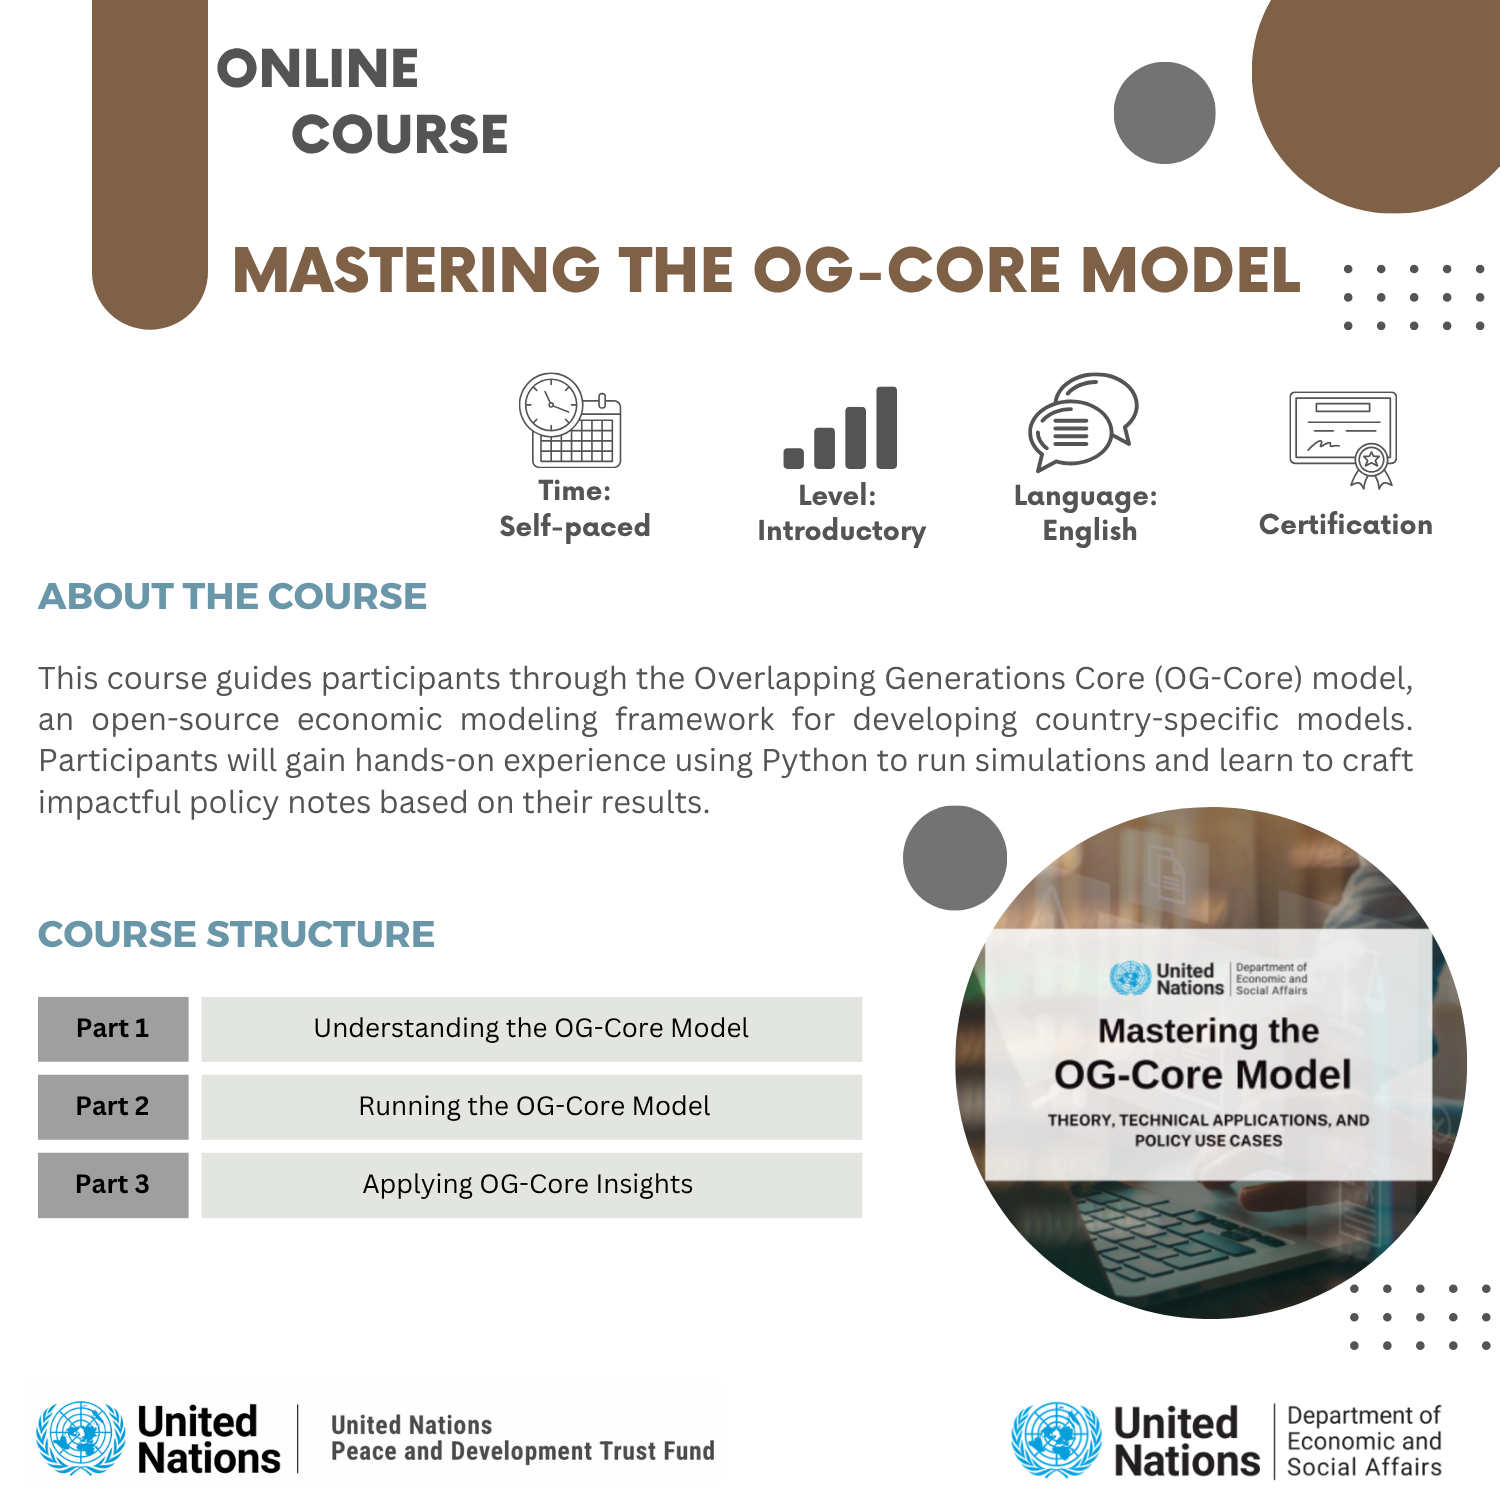 ONLINE
COURSE
MASTERING THE OG-CORE MODEL
Time:
Self-paced
Level:
Introductory
Language:
English
Certification
ABOUT THE COURSE
This course guides participants through the Overlapping Generations Core (OG-Core) model,
an open-source economic modeling framework for developing country-specific models.
Participants will gain hands-on experience using Python to run simulations and learn to craft
impactful policy notes based on their results.
COURSE STRUCTURE
Part 1 Understanding the OG-Core Model
Part 2 Running the OG-Core Model
Part 3 Applying OG-Core Insights
United
Nations
Department of
Economic and
Social Affairs
Mastering the
OG-Core Model
THEORY, TECHNICAL APPLICATIONS, AND
POLICY USE CASES
United
Nations
United Nations
Peace and Development Trust Fund
United
Nations
Department of
Economic and
Social Affairs